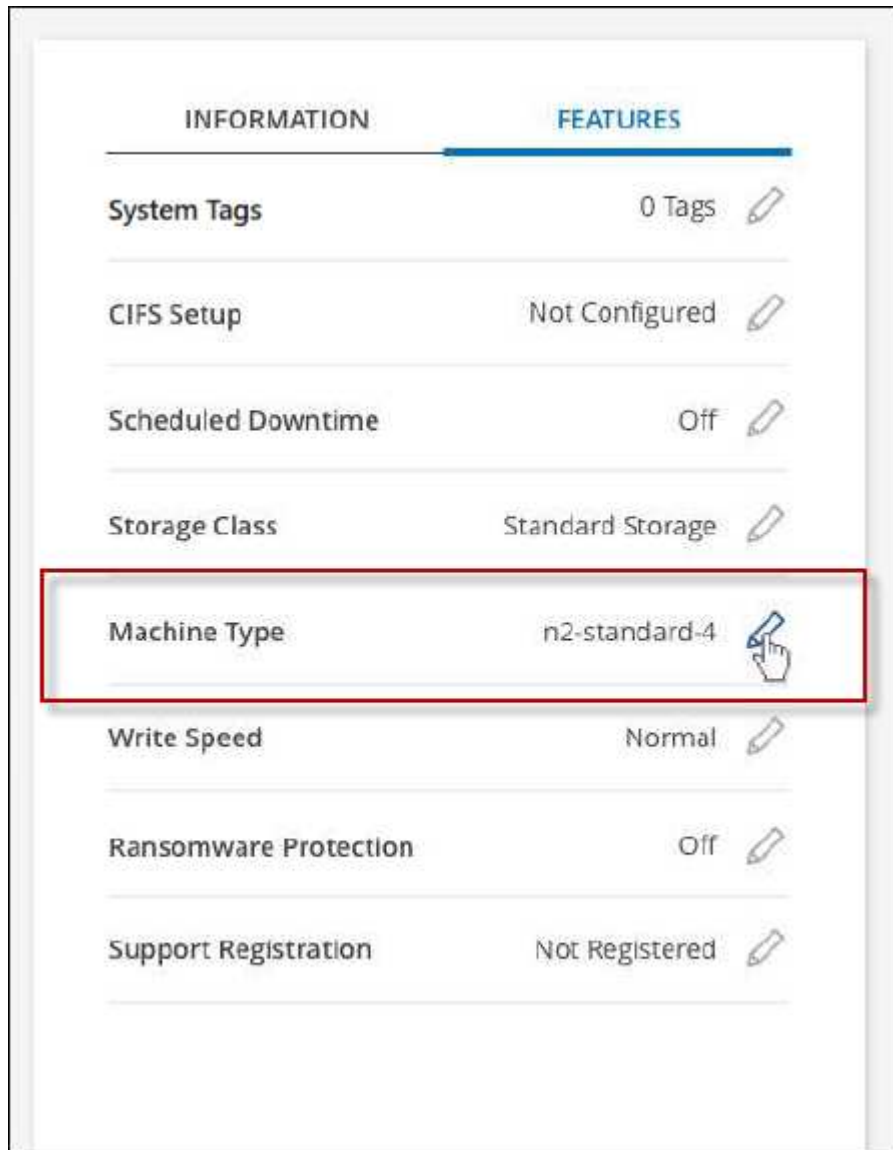 INFORMATION FEATURES
System Tags 0 Tags
CIFS Setup Not Configured
Scheduled Downtime Off
Storage Class Standard Storage
Machine Type n2-standard-4
Write Speed Normal
Ransomware Protection Off
Support Registration Not Registered